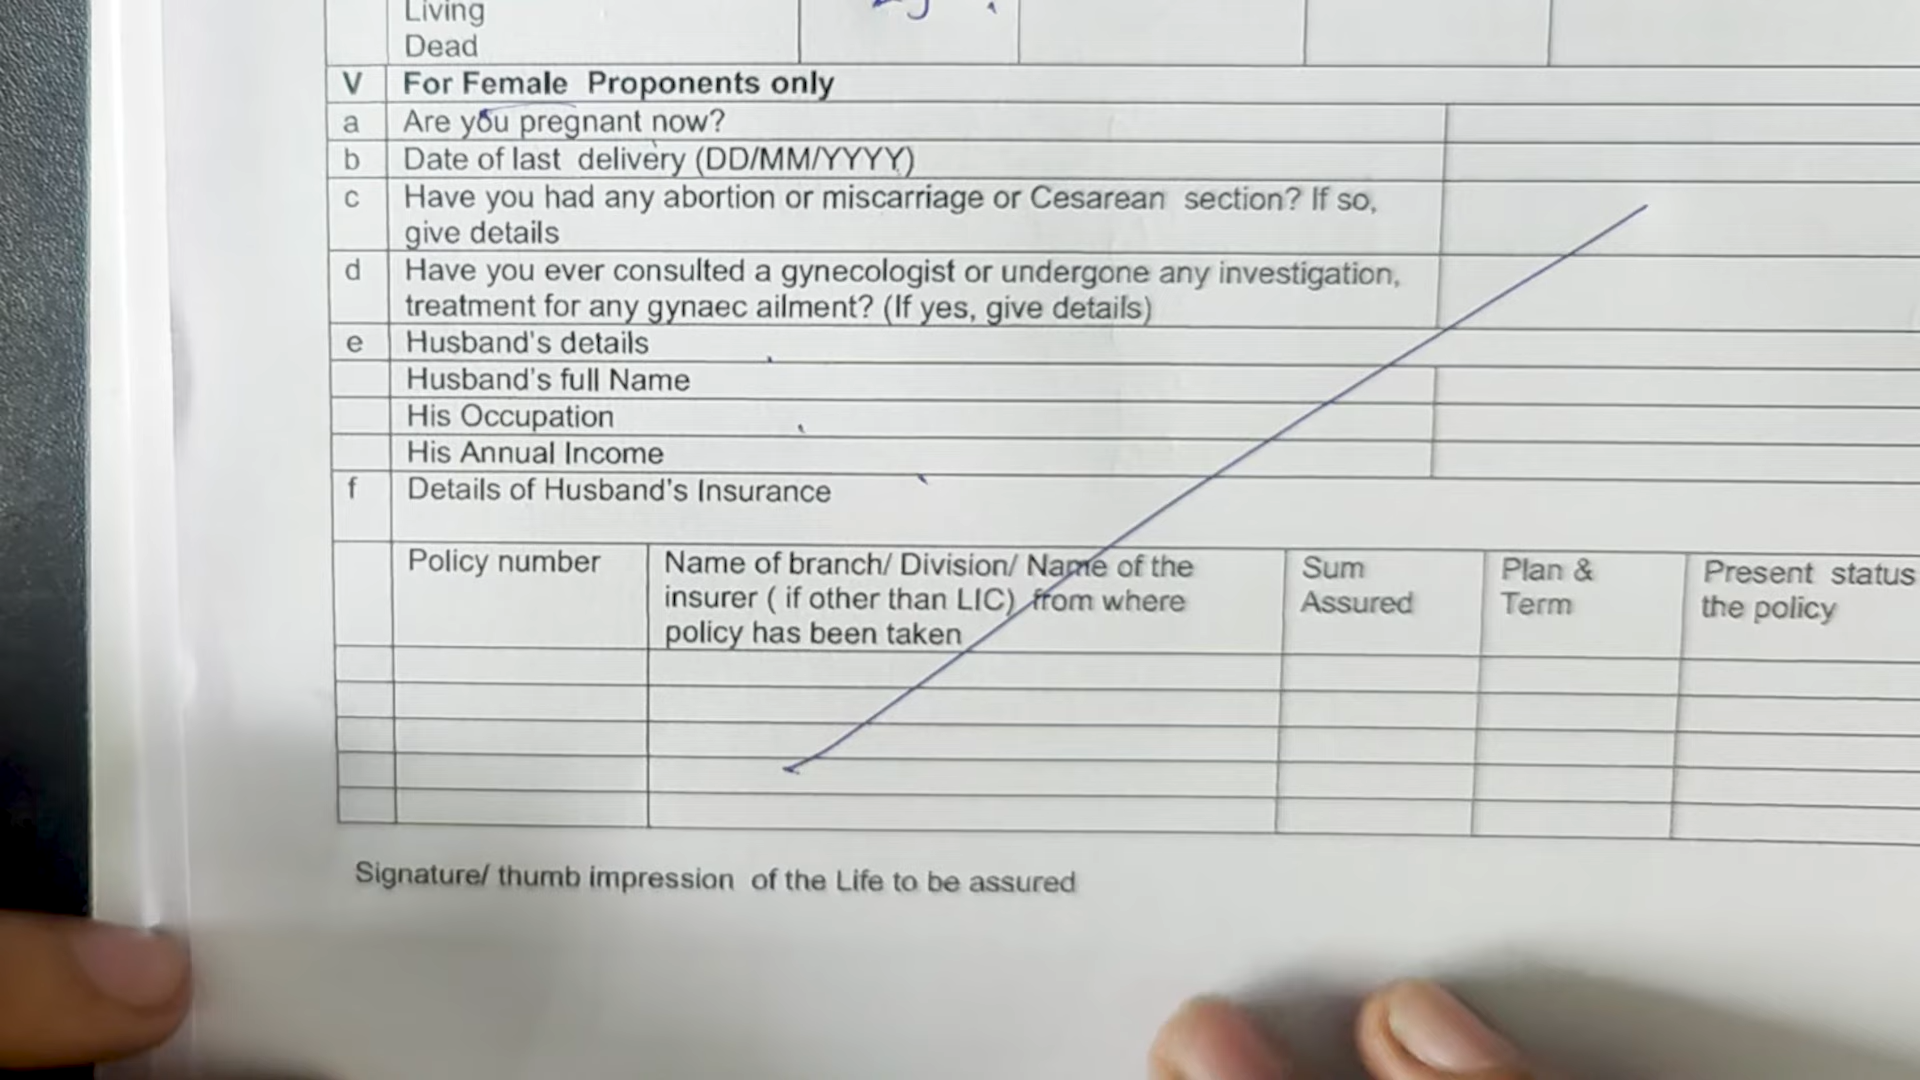 Living
Dead
V For Female Proponents only
a Are you pregnant now?
b Date of last delivery (DD/MM/YYYY)
c Have you had any abortion or miscarriage or Cesarean section? If so,
give details
d Have you ever consulted a gynecologist or undergone any investigation,
treatment for any gynaec ailment? (If yes, give details)
e Husband's details
Husband's full Name
His Occupation
His Annual Income
f Details of Husband's Insurance
Policy number
Name of branch/ Division/ Name of the
insurer ( if other than LIC) from where
policy has been taken
Sum
Assured
Plan &
Term
Present status
the policy
Signature/ thumb impression of the Life to be assured